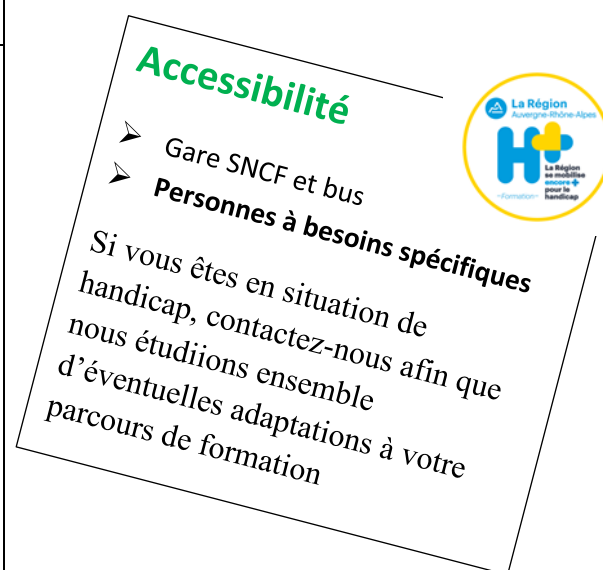 Accessibilité
➢ Gare SNCF et bus
➢ Personnes à besoins spécifiques
Si vous êtes en situation de
handicap, contactez-nous afin que
nous étudiions ensemble
d’éventuelles adaptations à votre
parcours de formation
La Région
Auvergne-Rhône-Alpes
H+
La Région
se mobilise
encore +
pour le
handicap
-Formation-